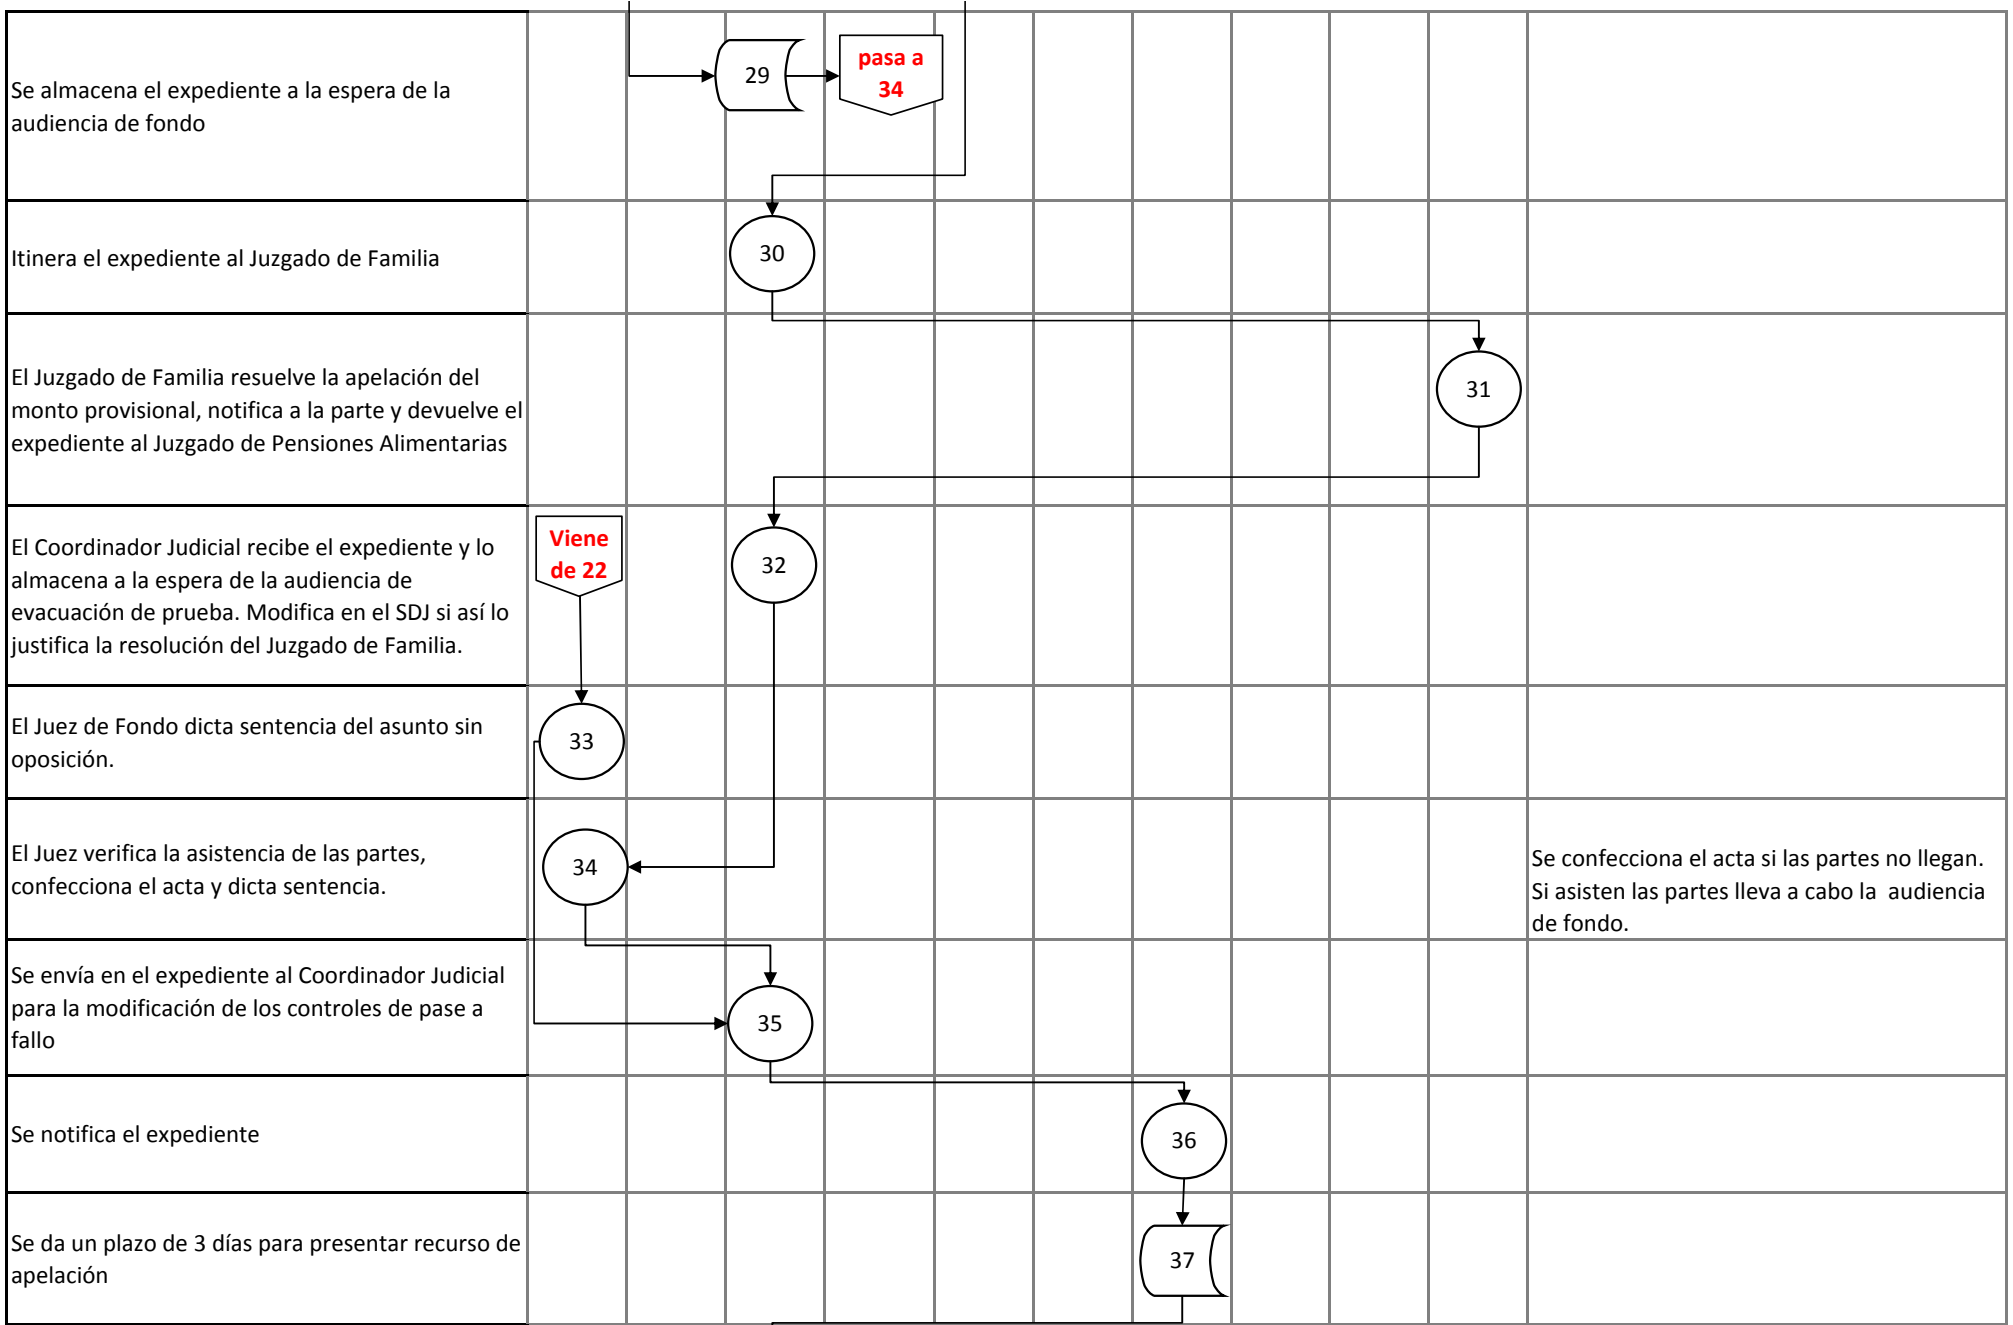 Se almacena el expediente a la espera de la
audiencia de fondo
29
pasa a
34
Itinera el expediente al Juzgado de Familia
30
El Juzgado de Familia resuelve la apelación del
monto provisional, notifica a la parte y devuelve el
expediente al Juzgado de Pensiones Alimentarias
31
El Coordinador Judicial recibe el expediente y lo
almacena a la espera de la audiencia de
evacuación de prueba. Modifica en el SDJ si así lo
justifica la resolución del Juzgado de Familia.
Viene
de 22
32
El Juez de Fondo dicta sentencia del asunto sin
oposición.
33
El Juez verifica la asistencia de las partes,
confecciona el acta y dicta sentencia.
34
Se confecciona el acta si las partes no llegan.
Si asisten las partes lleva a cabo la  audiencia
de fondo.
Se envía en el expediente al Coordinador Judicial
para la modificación de los controles de pase a
fallo
35
Se notifica el expediente
36
Se da un plazo de 3 días para presentar recurso de
apelación
37